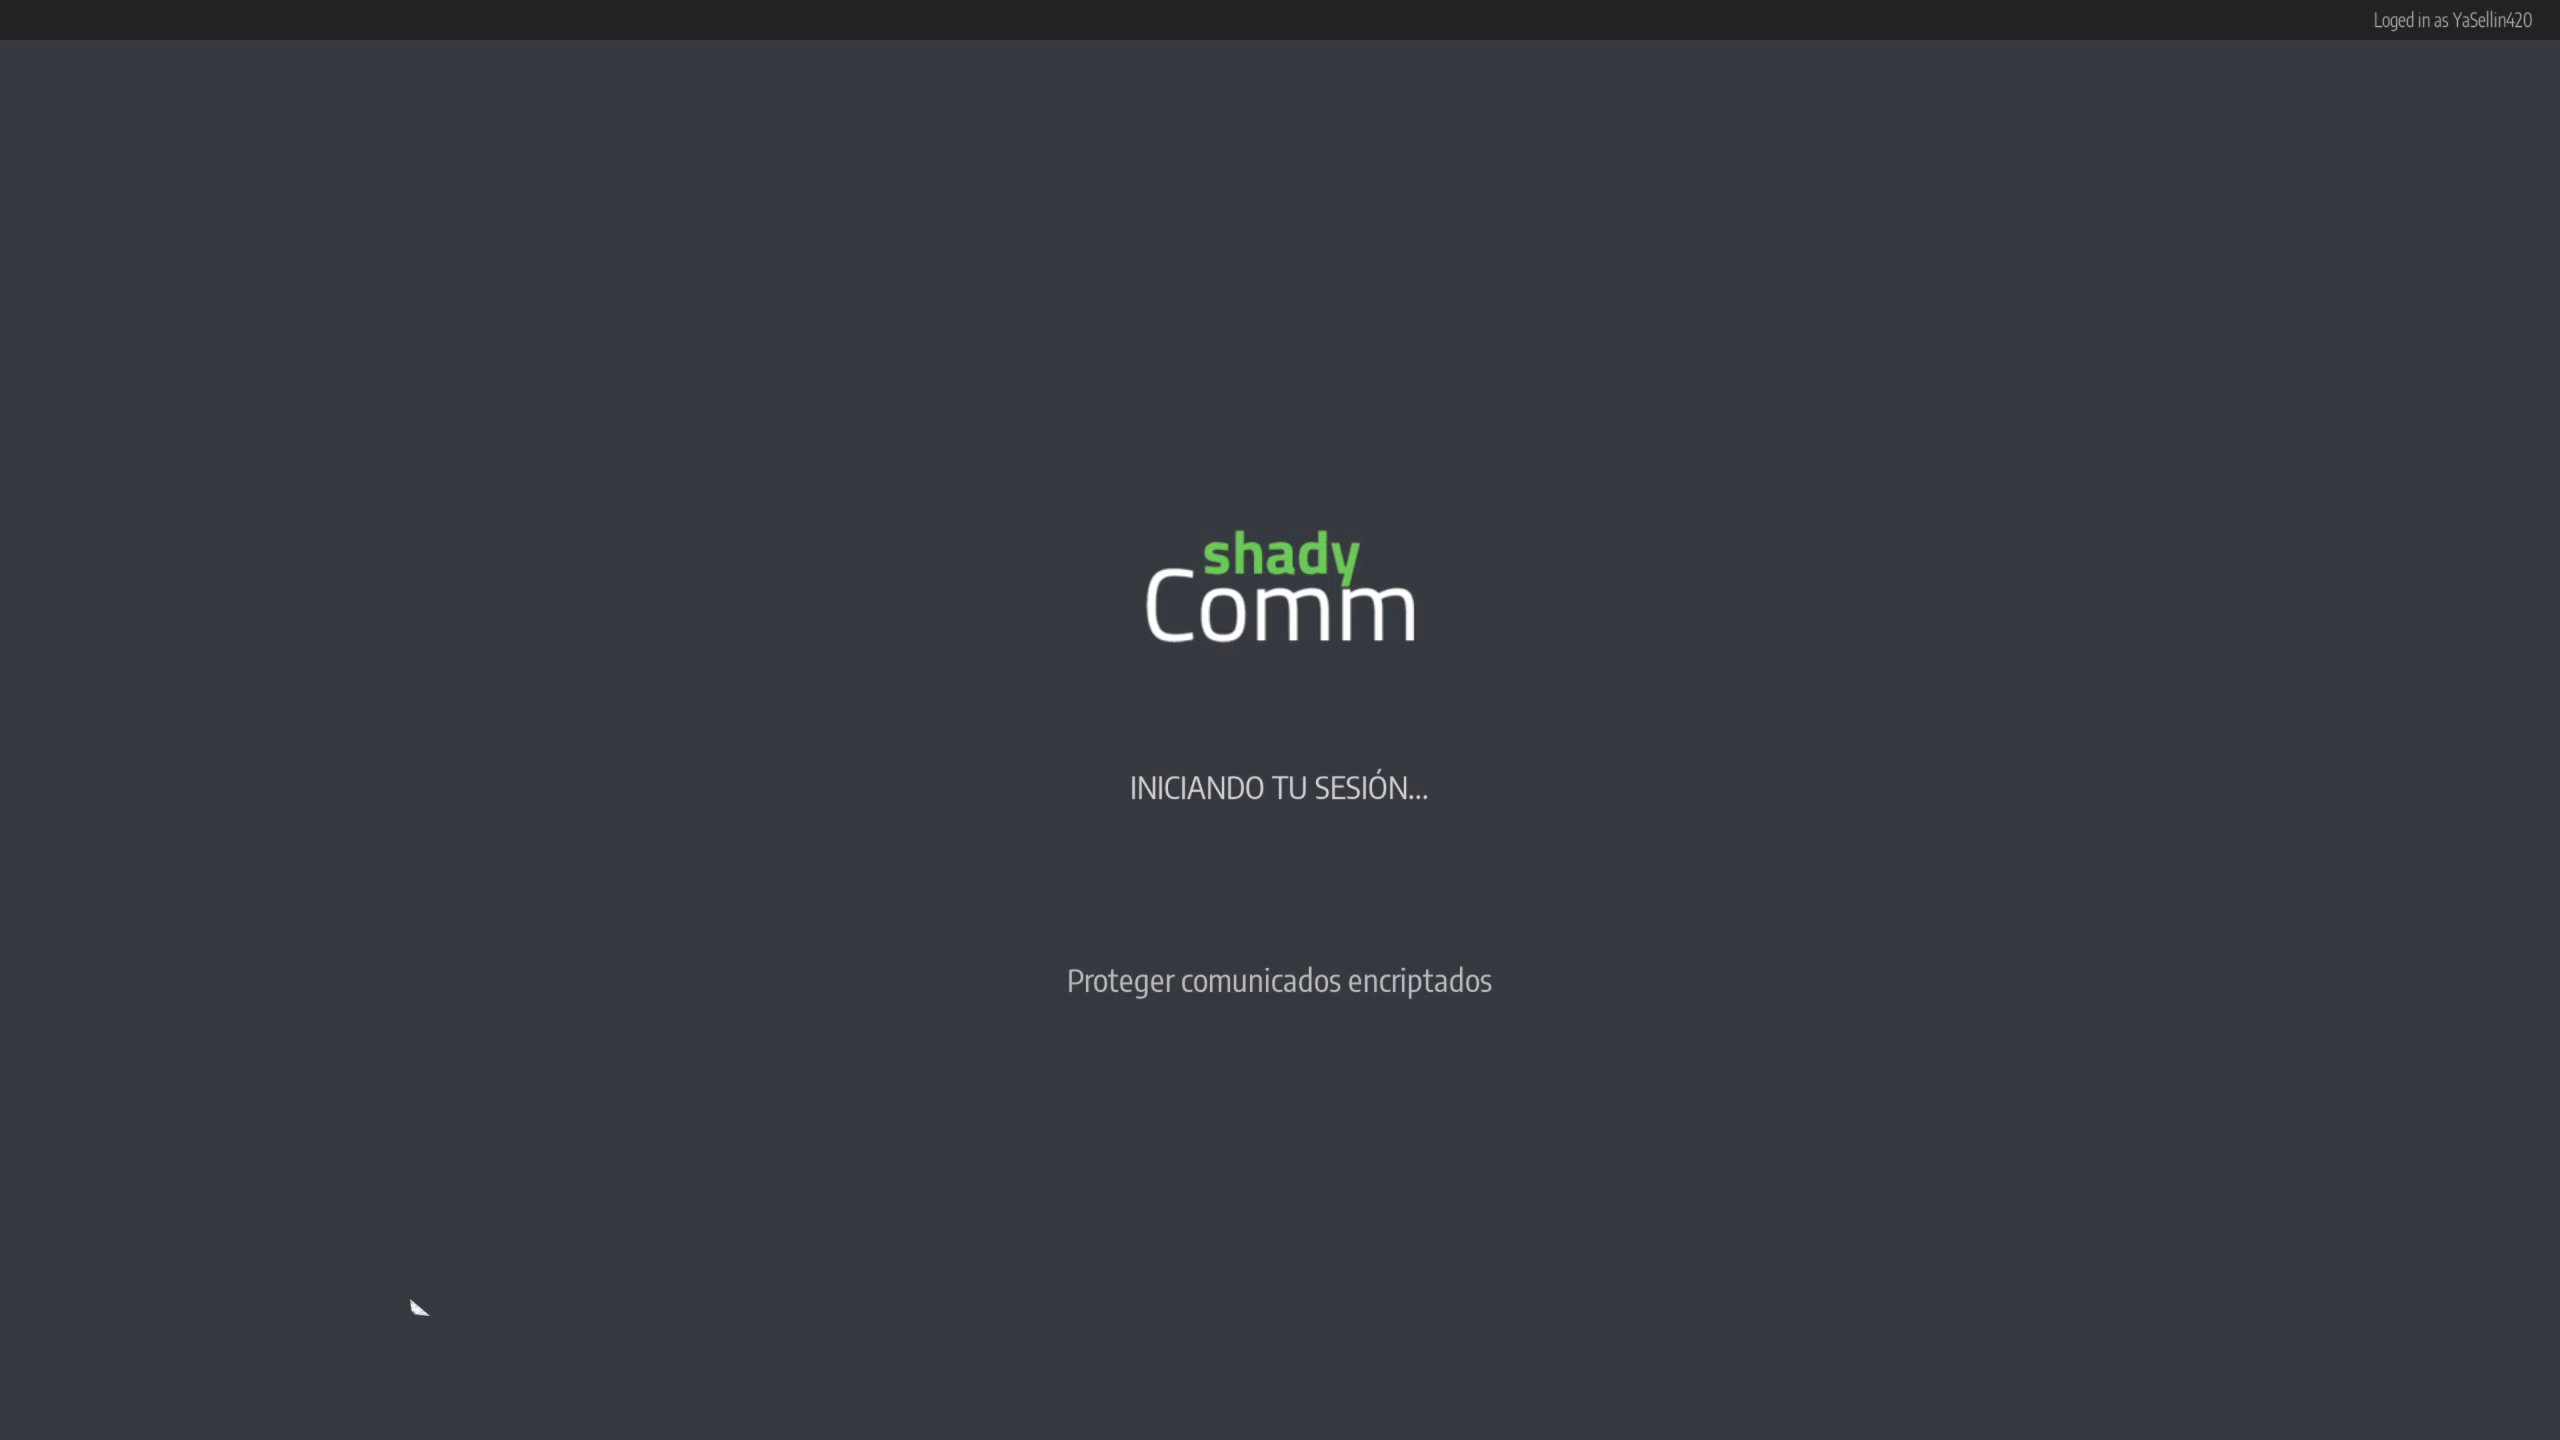 Loged in as YaSellin420
shady
Comm
INICIANDO TU SESIÓN...
Proteger comunicados encriptados